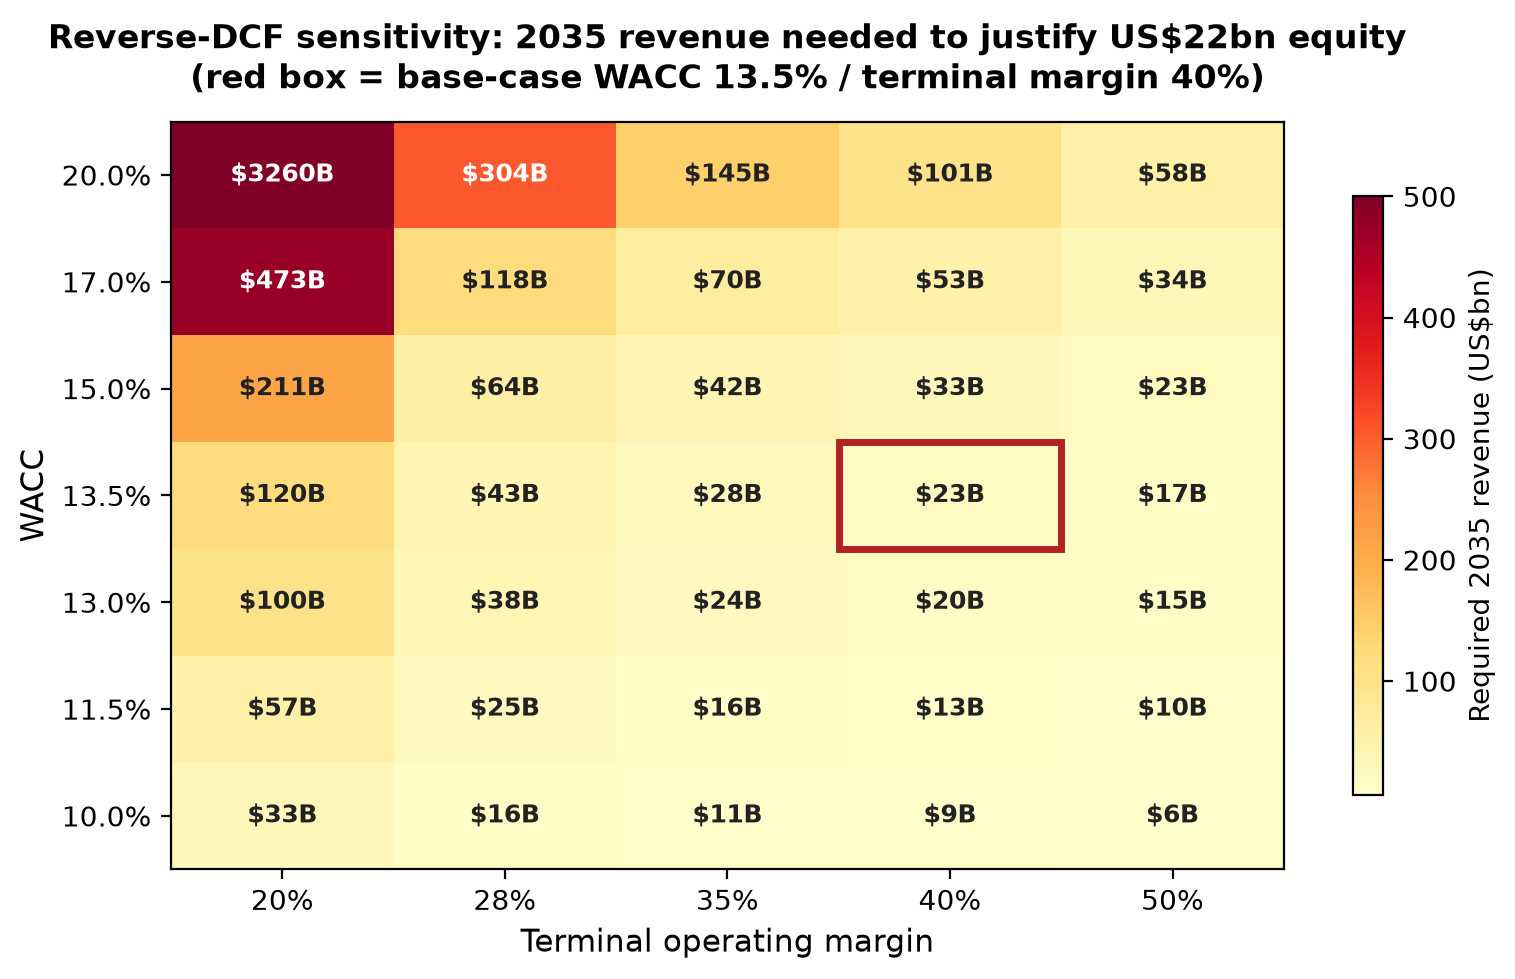 Reverse-DCF sensitivity: 2035 revenue needed to justify US$22bn equity
(red box = base-case WACC 13.5% / terminal margin 40%)
20.0% $3260B $304B $145B $101B $58B
17.0% $473B $118B $70B $53B $34B
15.0% $211B $64B $42B $33B $23B
13.5% $120B $43B $28B $23B $17B
13.0% $100B $38B $24B $20B $15B
11.5% $57B $25B $16B $13B $10B
10.0% $33B $16B $11B $9B $6B
20% 28% 35% 40% 50%
Terminal operating margin
WACC
500
400
300
200
100
Required 2035 revenue (US$bn)